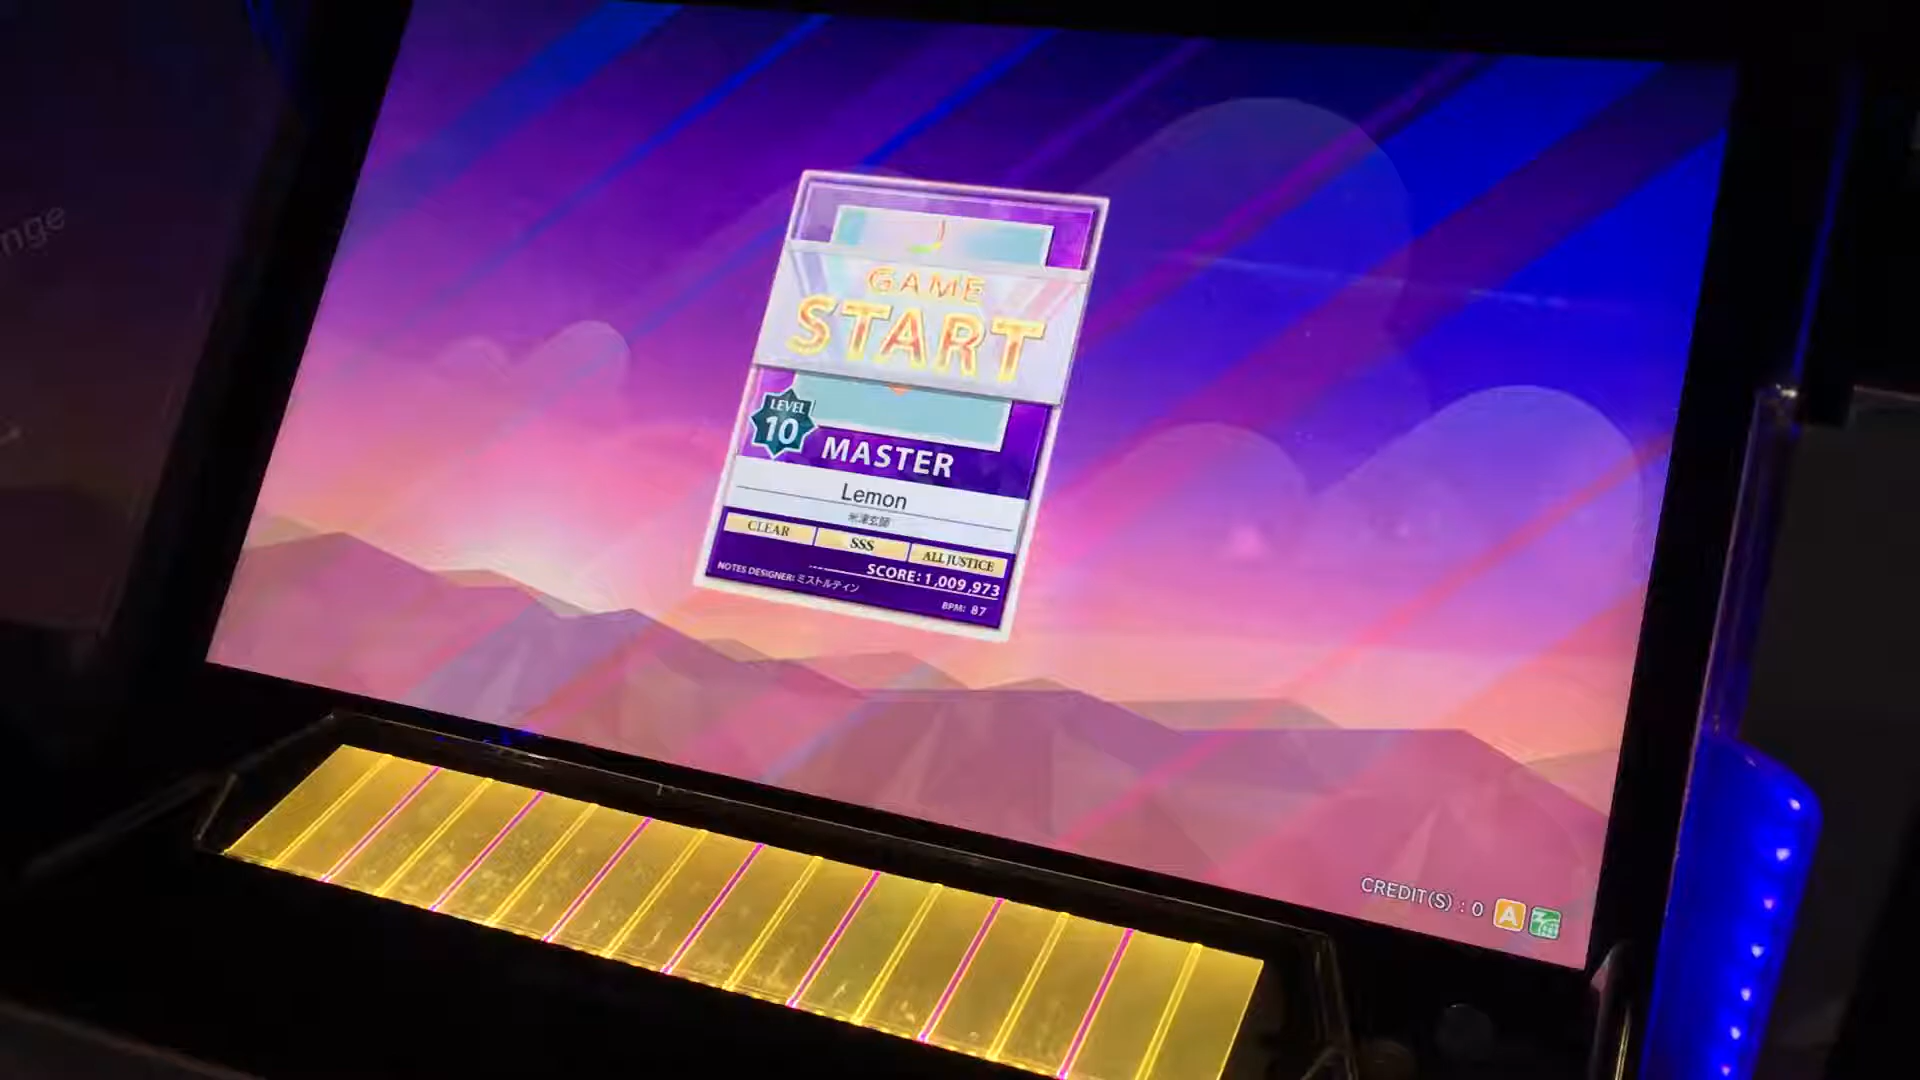 nge
GAME
START
LEVEL
10
MASTER
Lemon
米津玄師
CLEAR
SSS
ALL JUSTICE
SCORE: 1,009,973
NOTES DESIGNER: ミストルティン
BPM: 87
CREDIT(S) : 0
A